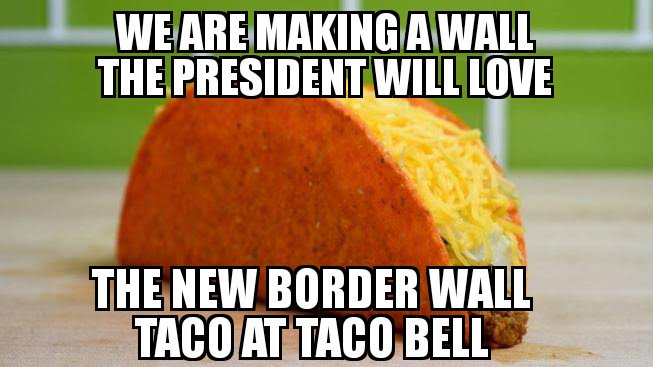 WE ARE MAKING A WALL
THE PRESIDENT WILL LOVE
THE NEW BORDER WALL
TACO AT TACO BELL